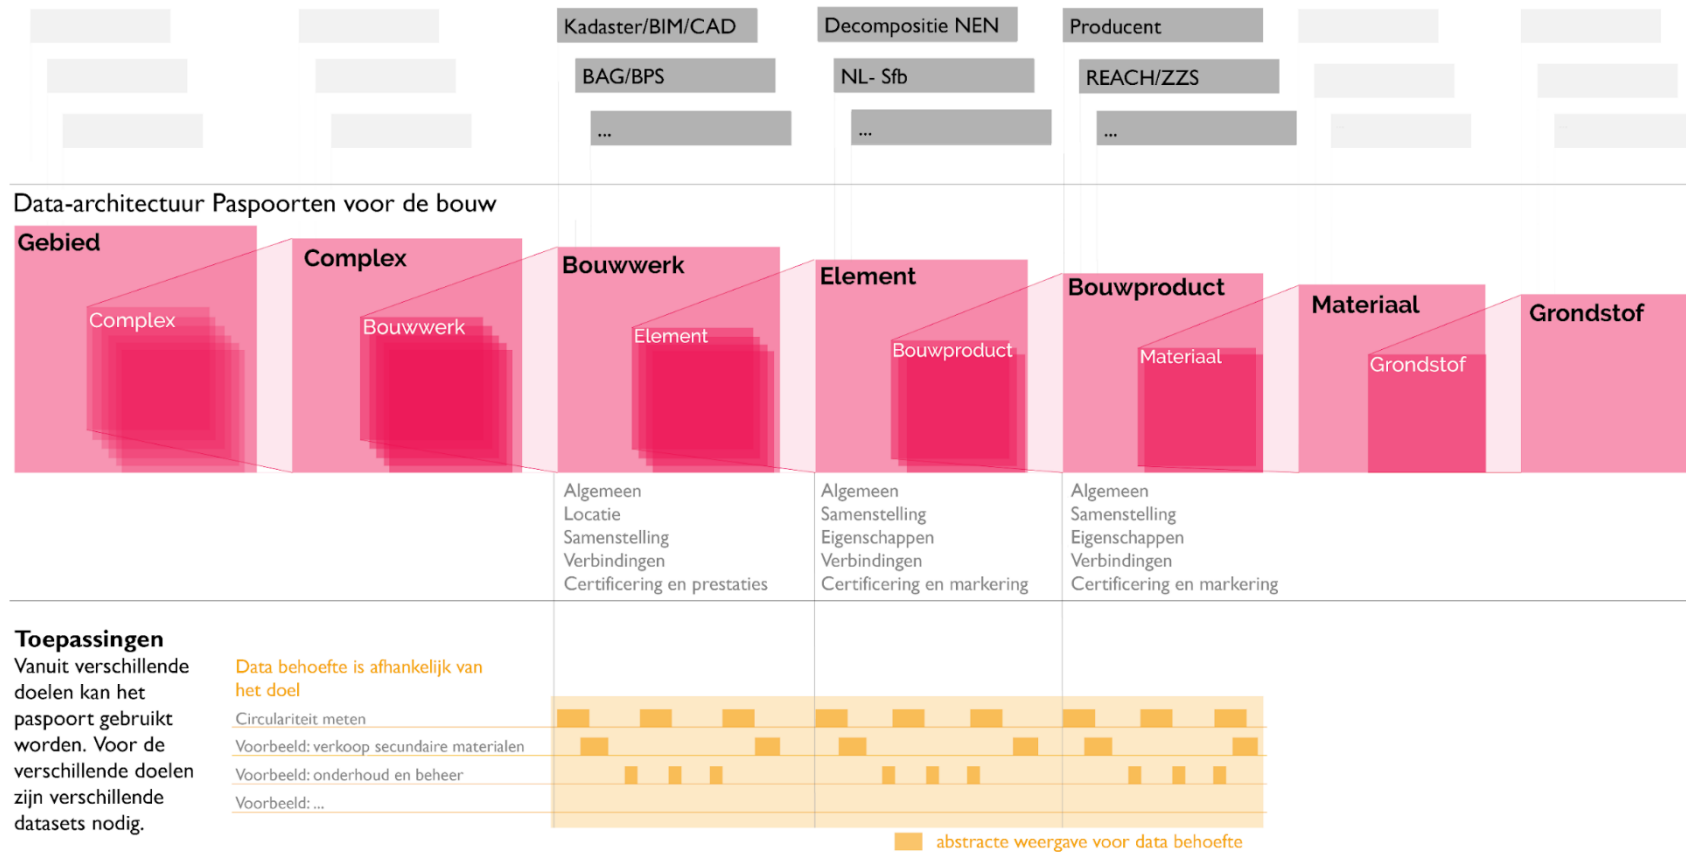 Kadaster/BIM/CAD
Decompositie NEN
Producent
BAG/BPS
NL- Sfb
REACH/ZZS
...
...
...
Data-architectuur Paspoorten voor de bouw
Gebied
Complex
Bouwwerk
Element
Bouwproduct
Materiaal
Grondstof
Complex
Bouwwerk
Element
Bouwproduct
Materiaal
Grondstof
Algemeen
Locatie
Samenstelling
Verbindingen
Certificering en prestaties
Algemeen
Samenstelling
Eigenschappen
Verbindingen
Certificering en markering
Algemeen
Samenstelling
Eigenschappen
Verbindingen
Certificering en markering
Toepassingen
Vanuit verschillende
doelen kan het
paspoort gebruikt
worden. Voor de
verschillende doelen
zijn verschillende
datasets nodig.
Data behoefte is afhankelijk van
het doel
Circulariteit meten
Voorbeeld: verkoop secundaire materialen
Voorbeeld: onderhoud en beheer
Voorbeeld: ...
abstracte weergave voor data behoefte